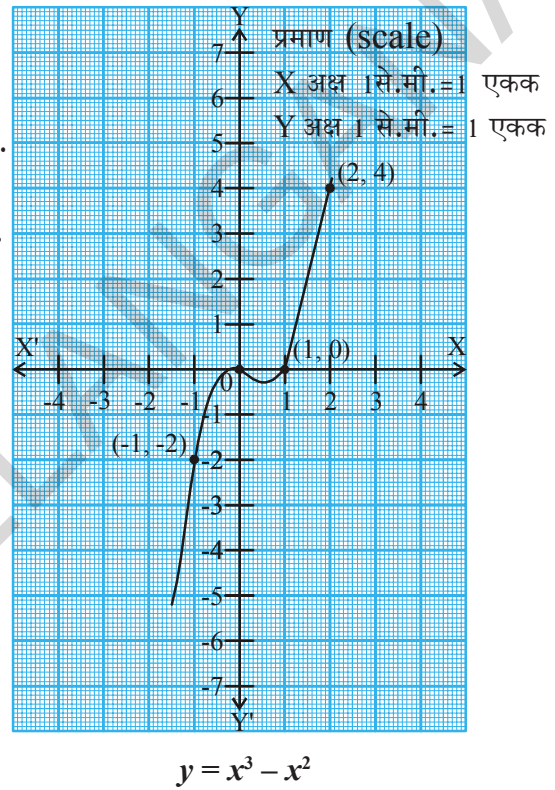 Y
प्रमाण (scale)
X अक्ष 1से.मी.=1 एकक
Y अक्ष 1 से.मी.= 1 एकक
7
6
5
4
(2, 4)
3
2
1
X'
(1, 0)
X
0
-4 -3 -2 -1 1 2 3 4
-1
(-1, -2)
-2
-3
-4
-5
-6
-7
Y'
y = x³ – x²